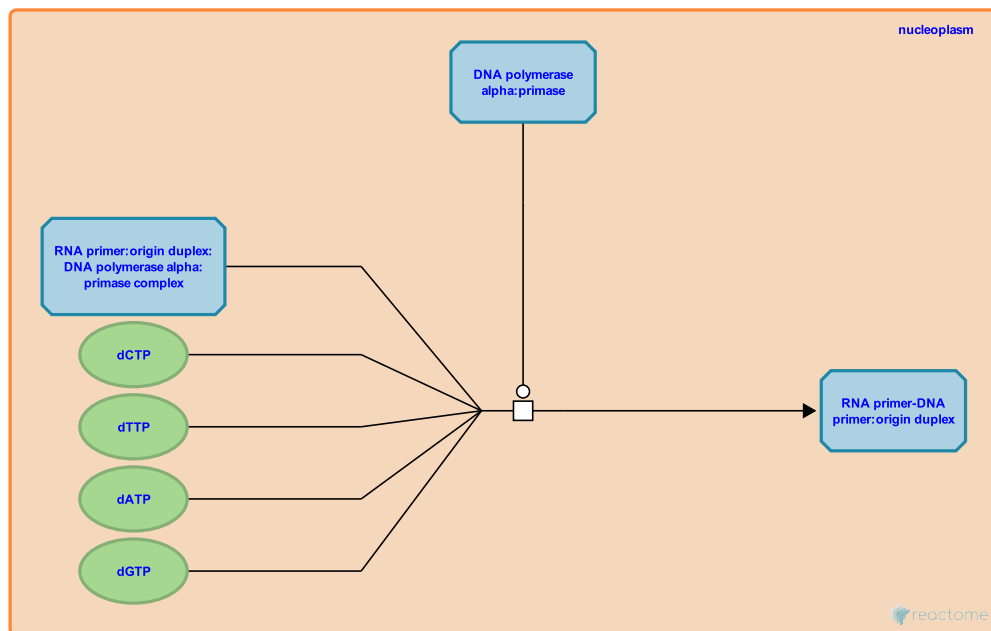 nucleoplasm
DNA polymerase
alpha:primase
RNA primer:origin duplex:
DNA polymerase alpha:
primase complex
dCTP
dTTP
dATP
dGTP
RNA primer-DNA
primer:origin duplex
reactome